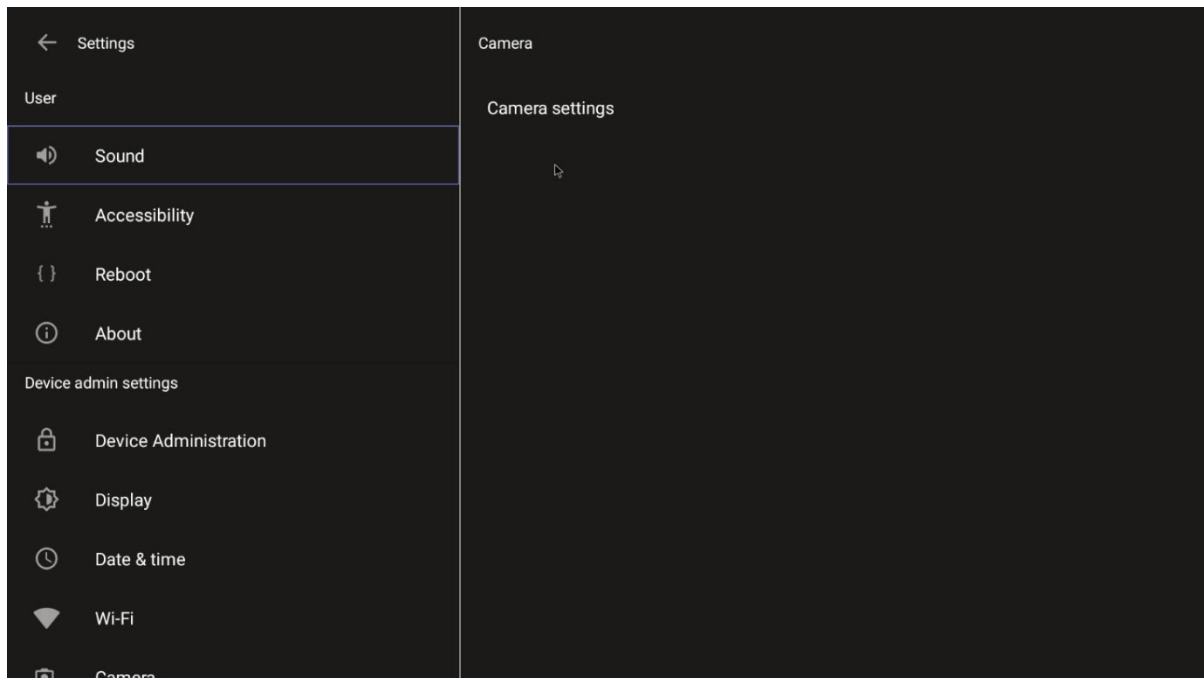 Settings
User
Sound
Accessibility
Reboot
About
Device admin settings
Device Administration
Display
Date & time
Wi-Fi
Camera
Camera
Camera settings